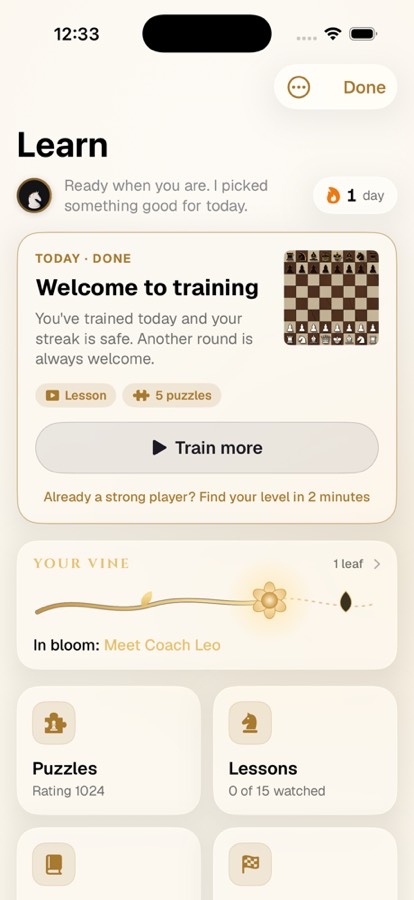 12:33
Done
Learn
Ready when you are. I picked
something good for today.
1 day
TODAY · DONE
Welcome to training
You've trained today and your
streak is safe. Another round is
always welcome.
Lesson
5 puzzles
Train more
Already a strong player? Find your level in 2 minutes
YOUR VINE
1 leaf
In bloom: Meet Coach Leo
Puzzles
Rating 1024
Lessons
0 of 15 watched